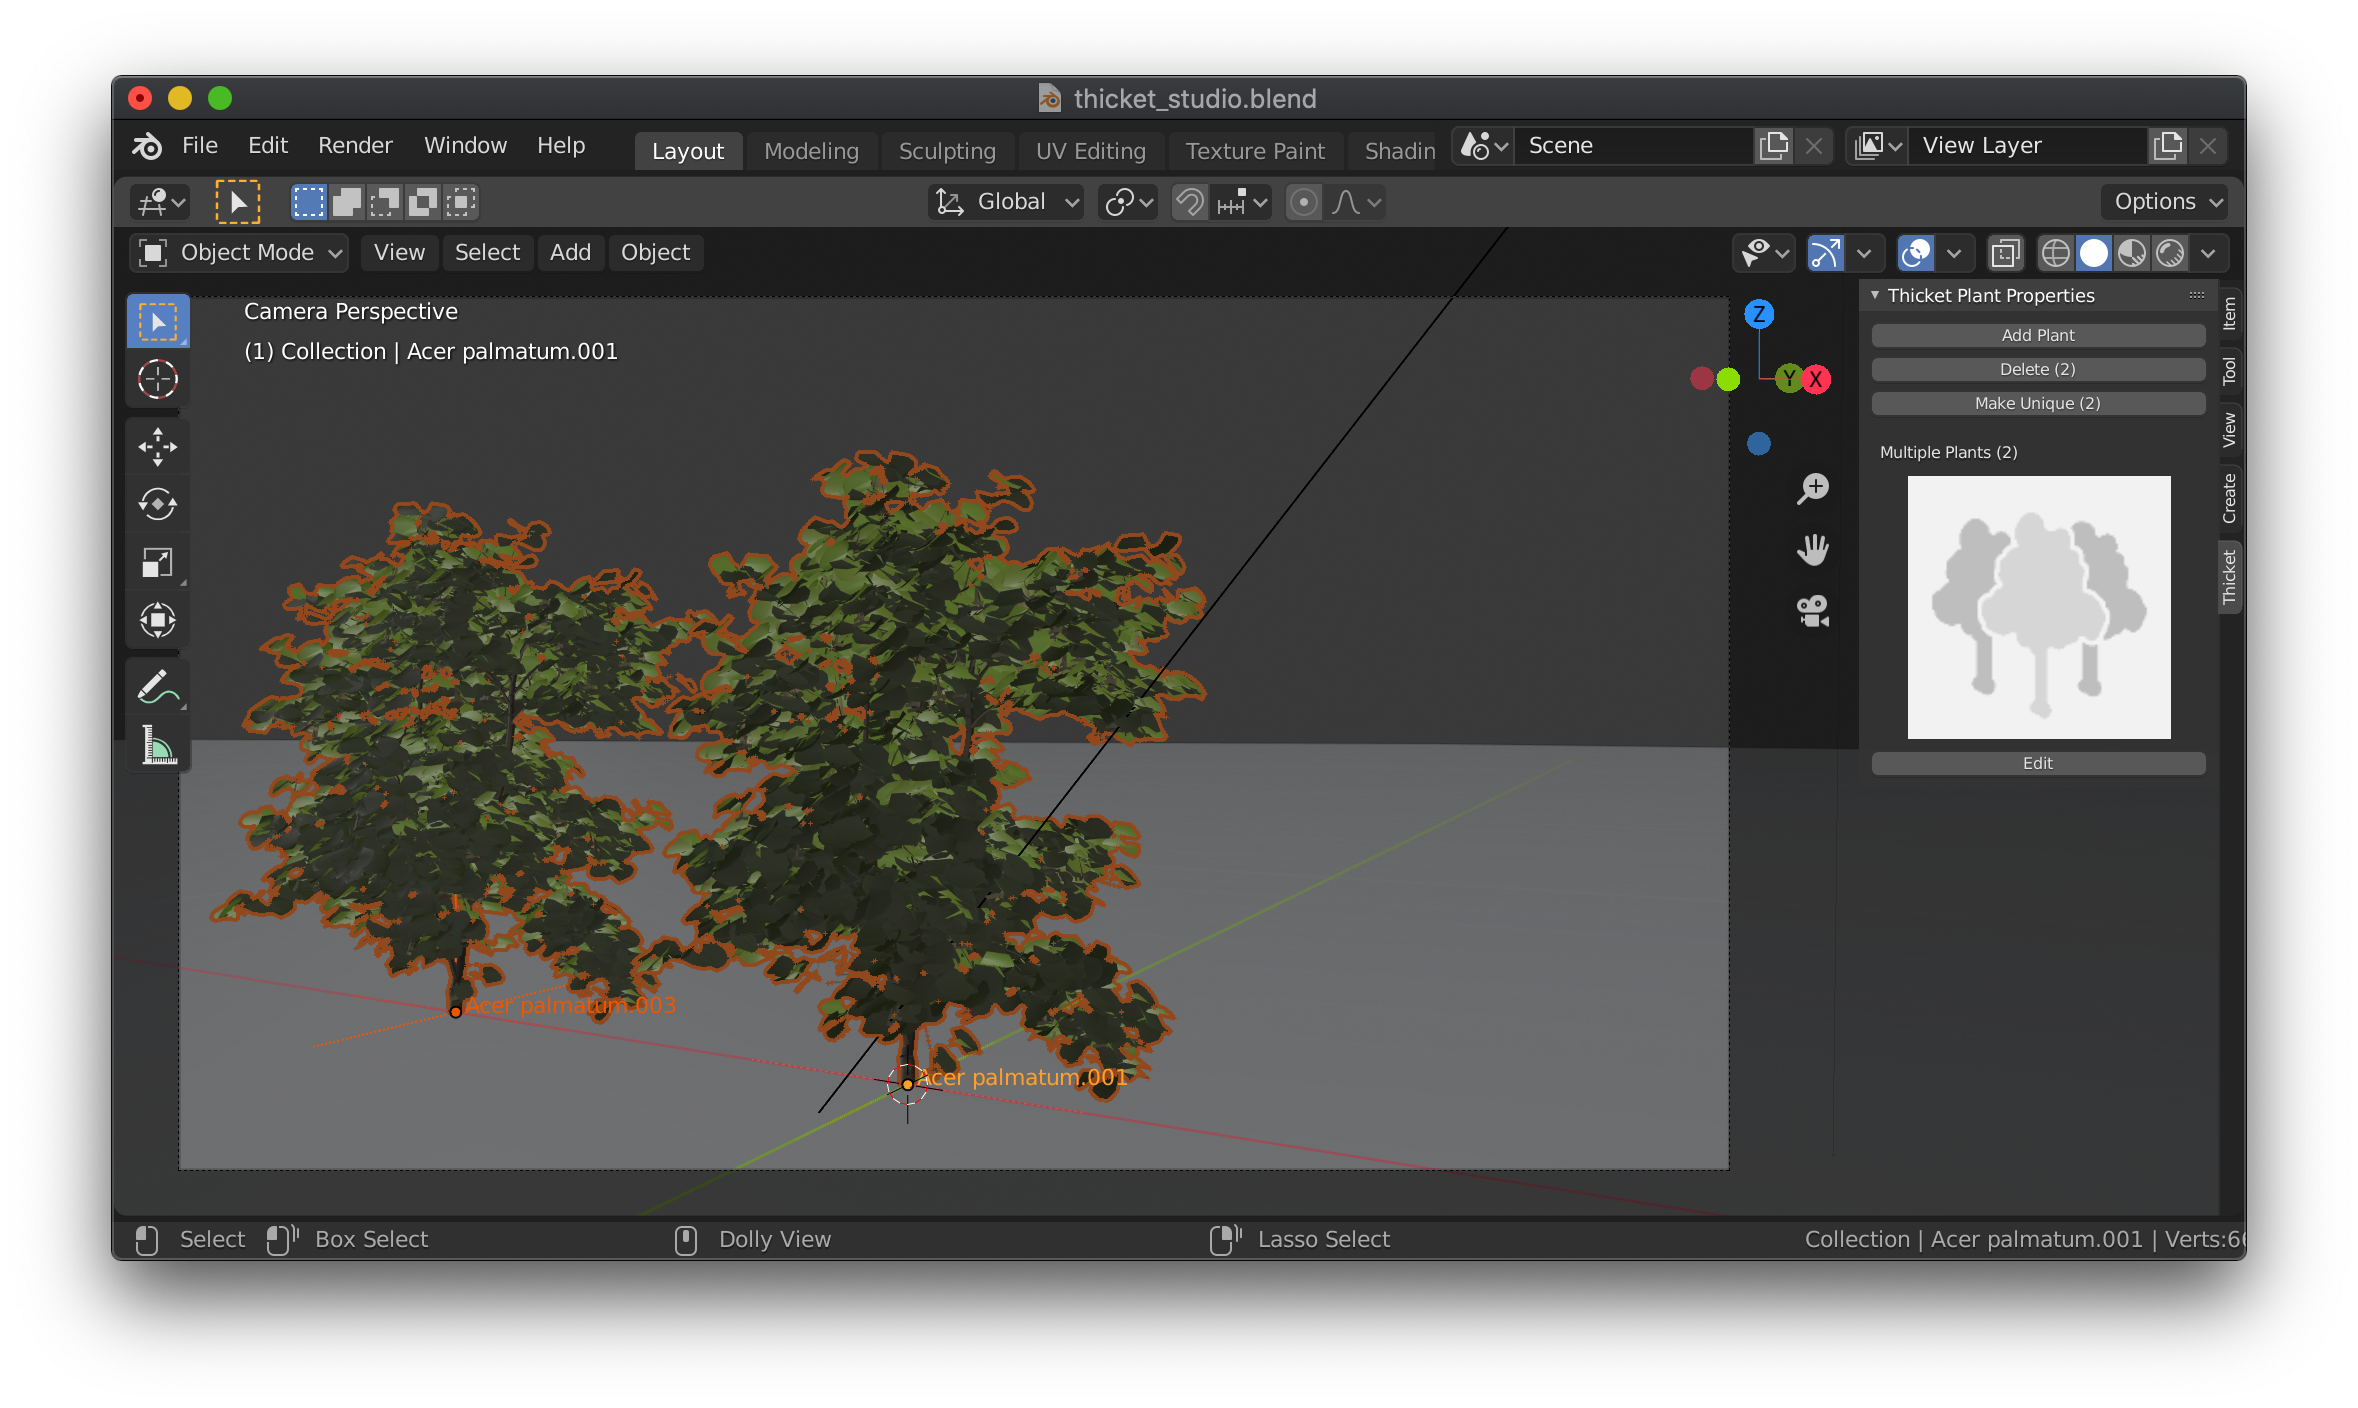 thicket_studio.blend
File Edit Render Window Help
Layout Modeling Sculpting UV Editing Texture Paint Shadin
Scene
View Layer
Global
Options
Object Mode View Select Add Object
Camera Perspective
(1) Collection | Acer palmatum.001
Z
Y
X
Thicket Plant Properties
Add Plant
Delete (2)
Make Unique (2)
Multiple Plants (2)
Edit
Item
Tool
View
Create
Thicket
Acer palmatum.003
Acer palmatum.001
Select Box Select Dolly View Lasso Select
Collection | Acer palmatum.001 | Verts:66